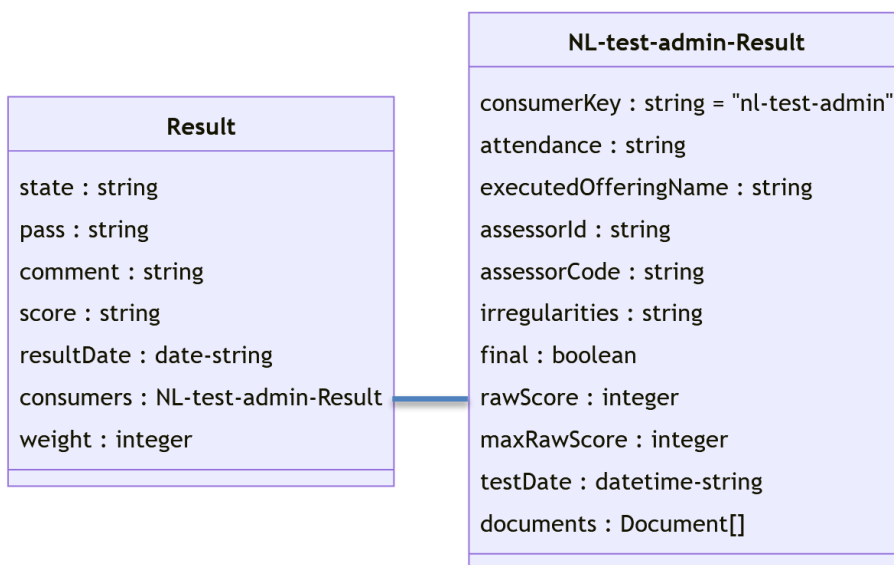 Result
state : string
pass : string
comment : string
score : string
resultDate : date-string
consumers : NL-test-admin-Result
weight : integer
NL-test-admin-Result
consumerKey : string = "nl-test-admin"
attendance : string
executedOfferingName : string
assessorId : string
assessorCode : string
irregularities : string
final : boolean
rawScore : integer
maxRawScore : integer
testDate : datetime-string
documents : Document[]